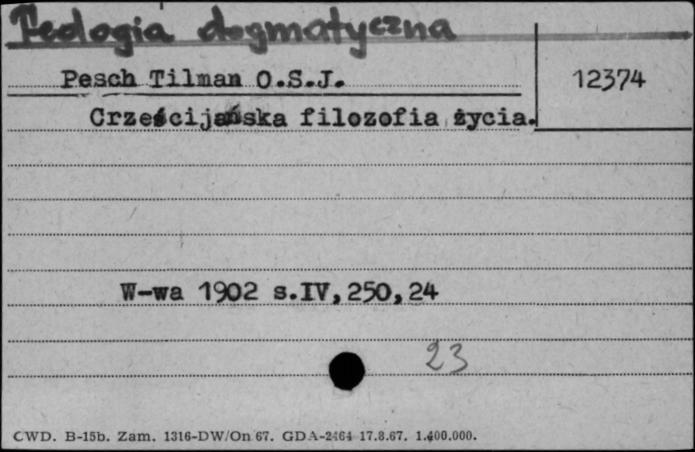 Teologia dogmatyczna
Pesch Tilman O.S.J.
12374
Crześcijańska filozofia życia.
W-wa 1902 s.IV,250,24
23
CWD. B-15b. Zam. 1316-DW/On 67. GDA-2464 17.8.67. 1.400.000.